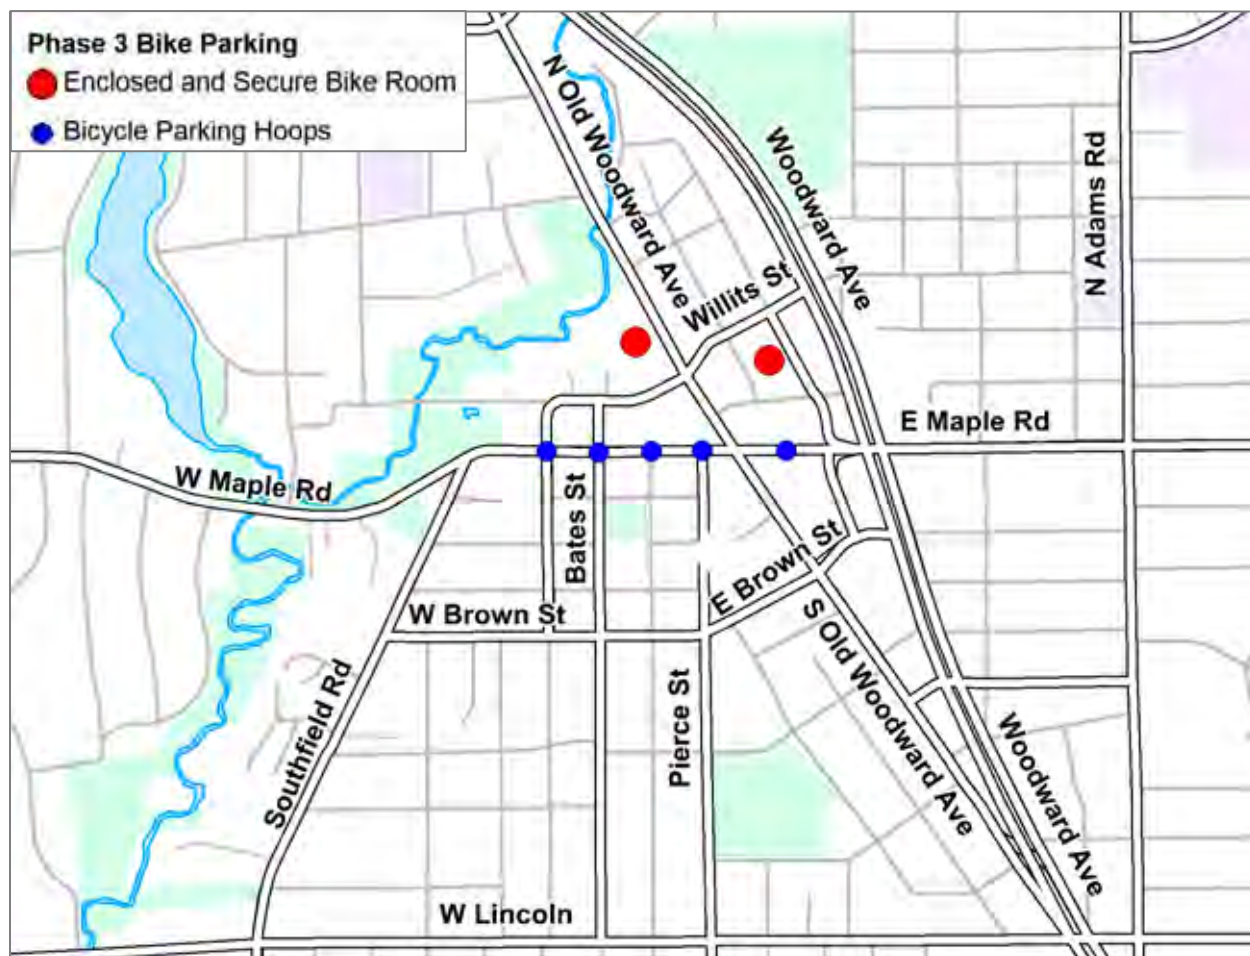 Phase 3 Bike Parking
Enclosed and Secure Bike Room
Bicycle Parking Hoops
N Old Woodward Ave
Woodward Ave
N Adams Rd
Willits St
E Maple Rd
W Maple Rd
Bates St
E Brown St
W Brown St
S Old Woodward Ave
Southfield Rd
Pierce St
Woodward Ave
W Lincoln